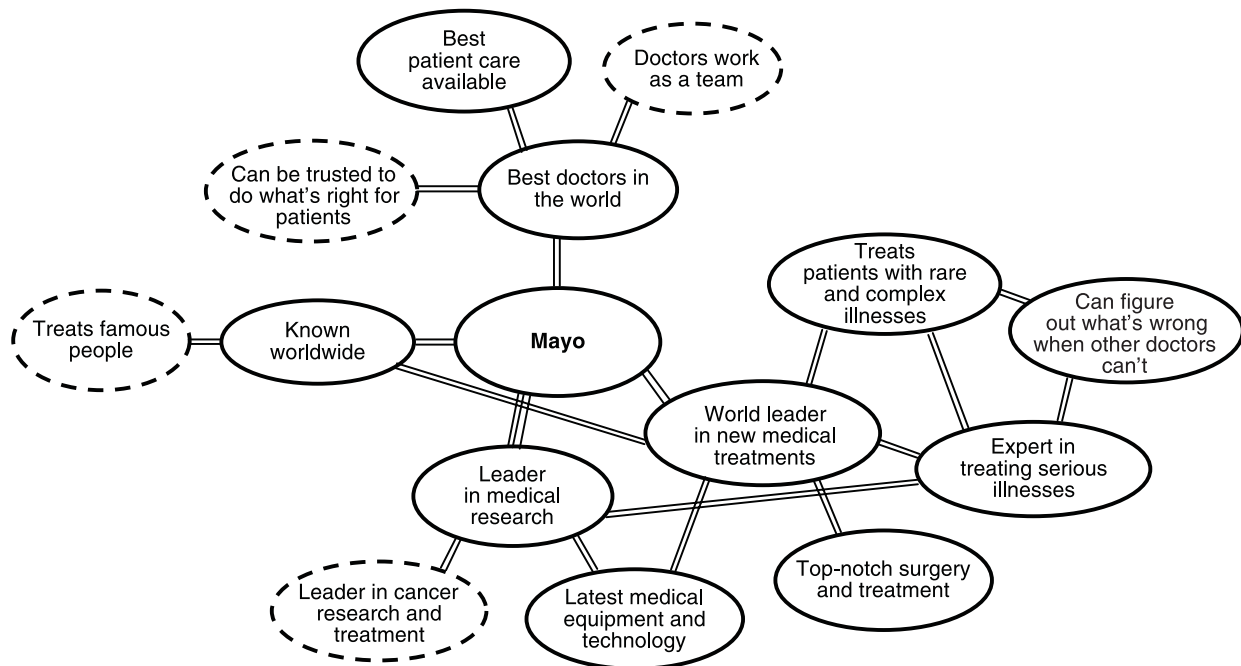 Best
patient care
available
Doctors work
as a team
Can be trusted to
do what's right for
patients
Best doctors in
the world
Treats
patients with rare
and complex
illnesses
Can figure
out what's wrong
when other doctors
can't
Treats famous
people
Known
worldwide
Mayo
World leader
in new medical
treatments
Expert in
treating serious
illnesses
Leader
in medical
research
Top-notch surgery
and treatment
Leader in cancer
research and
treatment
Latest medical
equipment and
technology